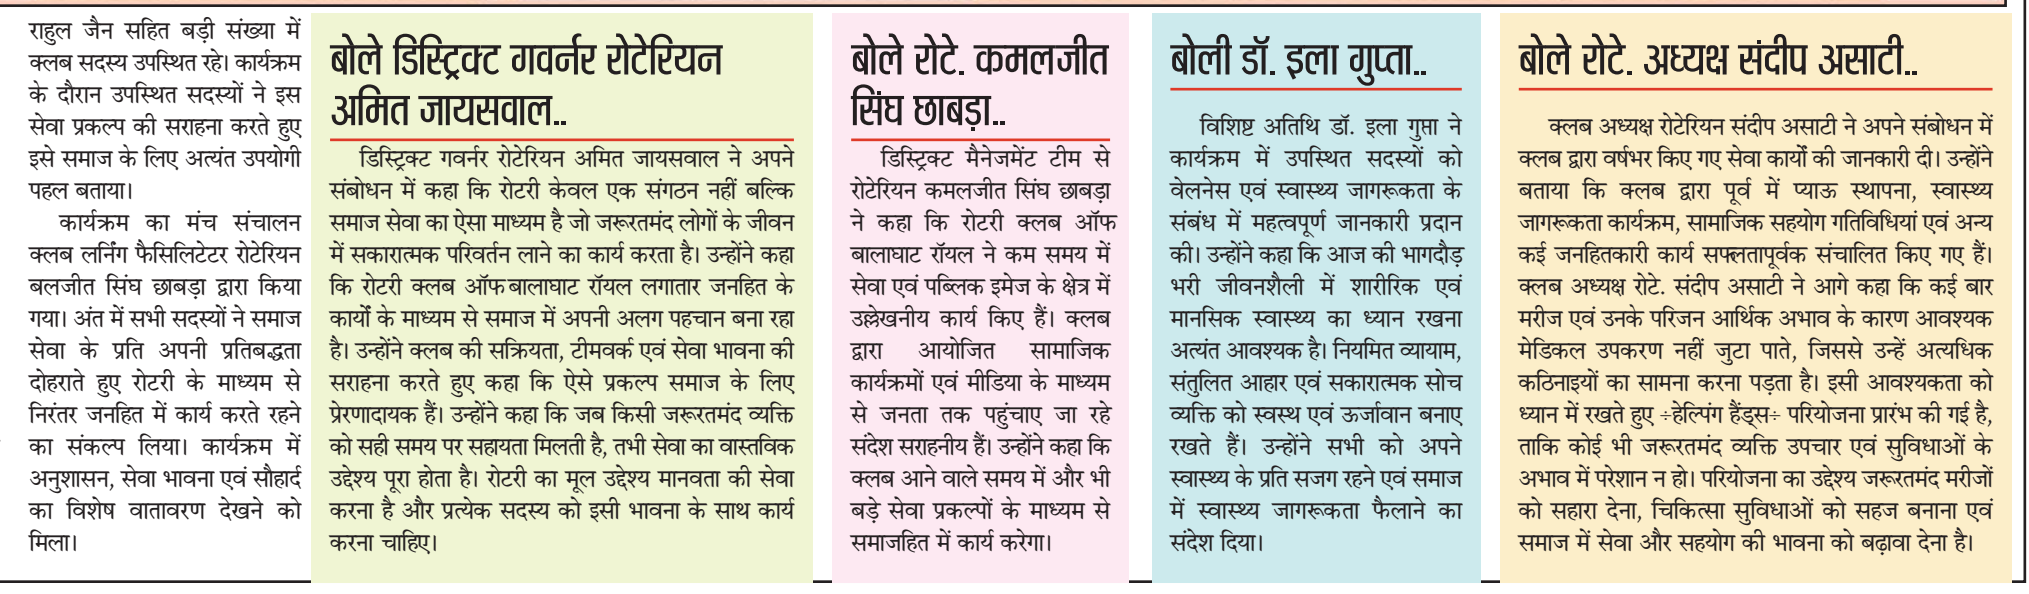 राहुल जैन सहित बड़ी संख्या में
क्लब सदस्य उपस्थित रहे। कार्यक्रम
के दौरान उपस्थित सदस्यों ने इस
सेवा प्रकल्प की सराहना करते हुए
इसे समाज के लिए अत्यंत उपयोगी
पहल बताया।
कार्यक्रम का मंच संचालन
क्लब लर्निंग फैसिलिटेटर रोटेरियन
बलजीत सिंघ छाबड़ा द्वारा किया
गया। अंत में सभी सदस्यों ने समाज
सेवा के प्रति अपनी प्रतिबद्धता
दोहराते हुए रोटरी के माध्यम से
निरंतर जनहित में कार्य करते रहने
का संकल्प लिया। कार्यक्रम में
अनुशासन, सेवा भावना एवं सौहार्द
का विशेष वातावरण देखने को
मिला।
बोले डिस्ट्रिक्ट गवर्नर रोटेरियन
अमित जायसवाल..
डिस्ट्रिक्ट गवर्नर रोटेरियन अमित जायसवाल ने अपने
संबोधन में कहा कि रोटरी केवल एक संगठन नहीं बल्कि
समाज सेवा का ऐसा माध्यम है जो जरूरतमंद लोगों के जीवन
में सकारात्मक परिवर्तन लाने का कार्य करता है। उन्होंने कहा
कि रोटरी क्लब ऑफ बालाघाट रॉयल लगातार जनहित के
कार्यों के माध्यम से समाज में अपनी अलग पहचान बना रहा
है। उन्होंने क्लब की सक्रियता, टीमवर्क एवं सेवा भावना की
सराहना करते हुए कहा कि ऐसे प्रकल्प समाज के लिए
प्रेरणादायक हैं। उन्होंने कहा कि जब किसी जरूरतमंद व्यक्ति
को सही समय पर सहायता मिलती है, तभी सेवा का वास्तविक
उद्देश्य पूरा होता है। रोटरी का मूल उद्देश्य मानवता की सेवा
करना है और प्रत्येक सदस्य को इसी भावना के साथ कार्य
करना चाहिए।
बोले रोटे. कमलजीत
सिंघ छाबड़ा..
डिस्ट्रिक्ट मैनेजमेंट टीम से
रोटेरियन कमलजीत सिंघ छाबड़ा
ने कहा कि रोटरी क्लब ऑफ
बालाघाट रॉयल ने कम समय में
सेवा एवं पब्लिक इमेज के क्षेत्र में
उल्लेखनीय कार्य किए हैं। क्लब
द्वारा आयोजित सामाजिक
कार्यक्रमों एवं मीडिया के माध्यम
से जनता तक पहुंचाए जा रहे
संदेश सराहनीय हैं। उन्होंने कहा कि
क्लब आने वाले समय में और भी
बड़े सेवा प्रकल्पों के माध्यम से
समाजहित में कार्य करेगा।
बोली डॉ. इला गुप्ता..
विशिष्ट अतिथि डॉ. इला गुप्ता ने
कार्यक्रम में उपस्थित सदस्यों को
वेलनेस एवं स्वास्थ्य जागरूकता के
संबंध में महत्वपूर्ण जानकारी प्रदान
की। उन्होंने कहा कि आज की भागदौड़
भरी जीवनशैली में शारीरिक एवं
मानसिक स्वास्थ्य का ध्यान रखना
अत्यंत आवश्यक है। नियमित व्यायाम,
संतुलित आहार एवं सकारात्मक सोच
व्यक्ति को स्वस्थ एवं ऊर्जावान बनाए
रखते हैं। उन्होंने सभी को अपने
स्वास्थ्य के प्रति सजग रहने एवं समाज
में स्वास्थ्य जागरूकता फैलाने का
संदेश दिया।
बोले रोटे. अध्यक्ष संदीप असाटी..
क्लब अध्यक्ष रोटेरियन संदीप असाटी ने अपने संबोधन में
क्लब द्वारा वर्षभर किए गए सेवा कार्यों की जानकारी दी। उन्होंने
बताया कि क्लब द्वारा पूर्व में प्याऊ स्थापना, स्वास्थ्य
जागरूकता कार्यक्रम, सामाजिक सहयोग गतिविधियां एवं अन्य
कई जनहितकारी कार्य सफलतापूर्वक संचालित किए गए हैं।
क्लब अध्यक्ष रोटे. संदीप असाटी ने आगे कहा कि कई बार
मरीज एवं उनके परिजन आर्थिक अभाव के कारण आवश्यक
मेडिकल उपकरण नहीं जुटा पाते, जिससे उन्हें अत्यधिक
कठिनाइयों का सामना करना पड़ता है। इसी आवश्यकता को
ध्यान में रखते हुए ÷हेल्पिंग हैंड्स÷ परियोजना प्रारंभ की गई है,
ताकि कोई भी जरूरतमंद व्यक्ति उपचार एवं सुविधाओं के
अभाव में परेशान न हो। परियोजना का उद्देश्य जरूरतमंद मरीजों
को सहारा देना, चिकित्सा सुविधाओं को सहज बनाना एवं
समाज में सेवा और सहयोग की भावना को बढ़ावा देना है।